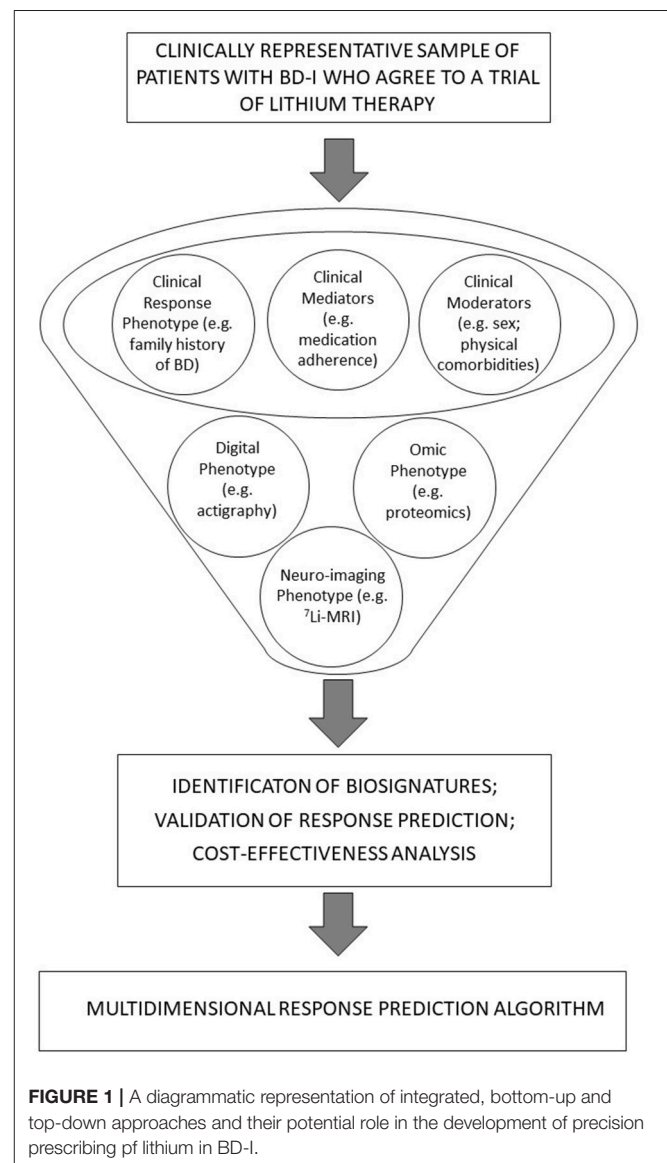 CLINICALLY REPRESENTATIVE SAMPLE OF
PATIENTS WITH BD-I WHO AGREE TO A TRIAL
OF LITHIUM THERAPY
Clinical
Response
Phenotype (e.g.
family history
of BD)
Clinical
Mediators
(e.g.
medication
adherence)
Clinical
Moderators
(e.g. sex;
physical
comorbidities)
Digital
Phenotype
(e.g.
actigraphy)
Omic
Phenotype
(e.g.
proteomics)
Neuro-imaging
Phenotype (e.g.
⁷Li-MRI)
IDENTIFICATON OF BIOSIGNATURES;
VALIDATION OF RESPONSE PREDICTION;
COST-EFFECTIVENESS ANALYSIS
MULTIDIMENSIONAL RESPONSE PREDICTION ALGORITHM
FIGURE 1 | A diagrammatic representation of integrated, bottom-up and
top-down approaches and their potential role in the development of precision
prescribing pf lithium in BD-I.